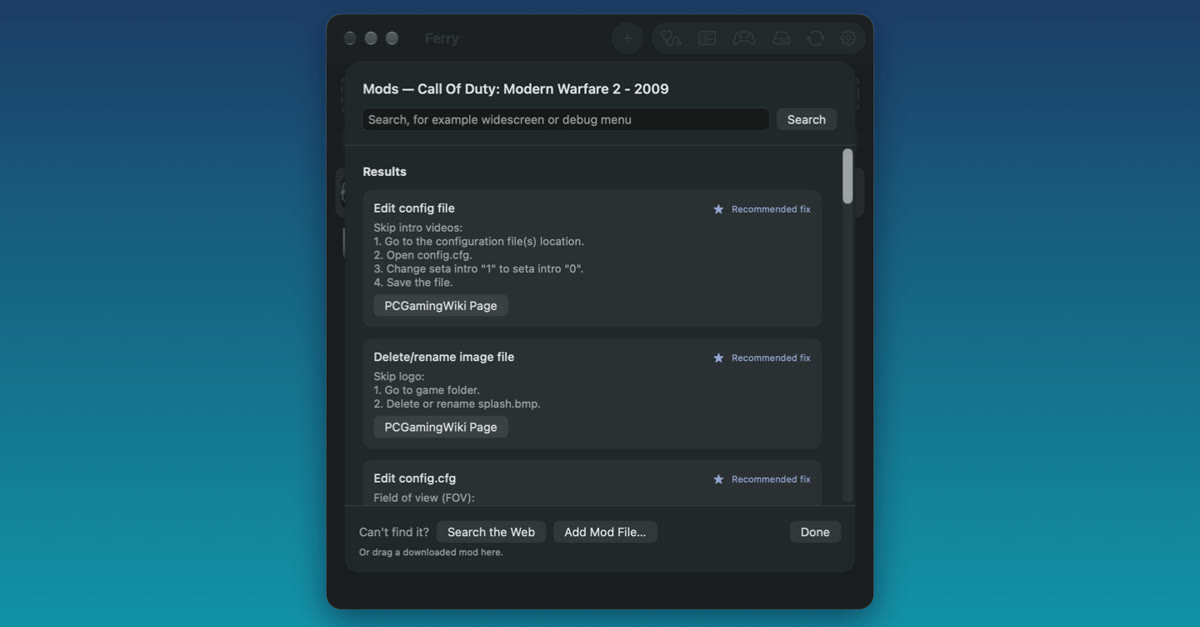 Ferry
Mods — Call Of Duty: Modern Warfare 2 - 2009
Search, for example widescreen or debug menu
Search
Results
Edit config file
Recommended fix
Skip intro videos:
1. Go to the configuration file(s) location.
2. Open config.cfg.
3. Change seta intro "1" to seta intro "0".
4. Save the file.
PCGamingWiki Page
Delete/rename image file
Recommended fix
Skip logo:
1. Go to game folder.
2. Delete or rename splash.bmp.
PCGamingWiki Page
Edit config.cfg
Recommended fix
Field of view (FOV):
Can't find it?
Search the Web
Add Mod File...
Done
Or drag a downloaded mod here.